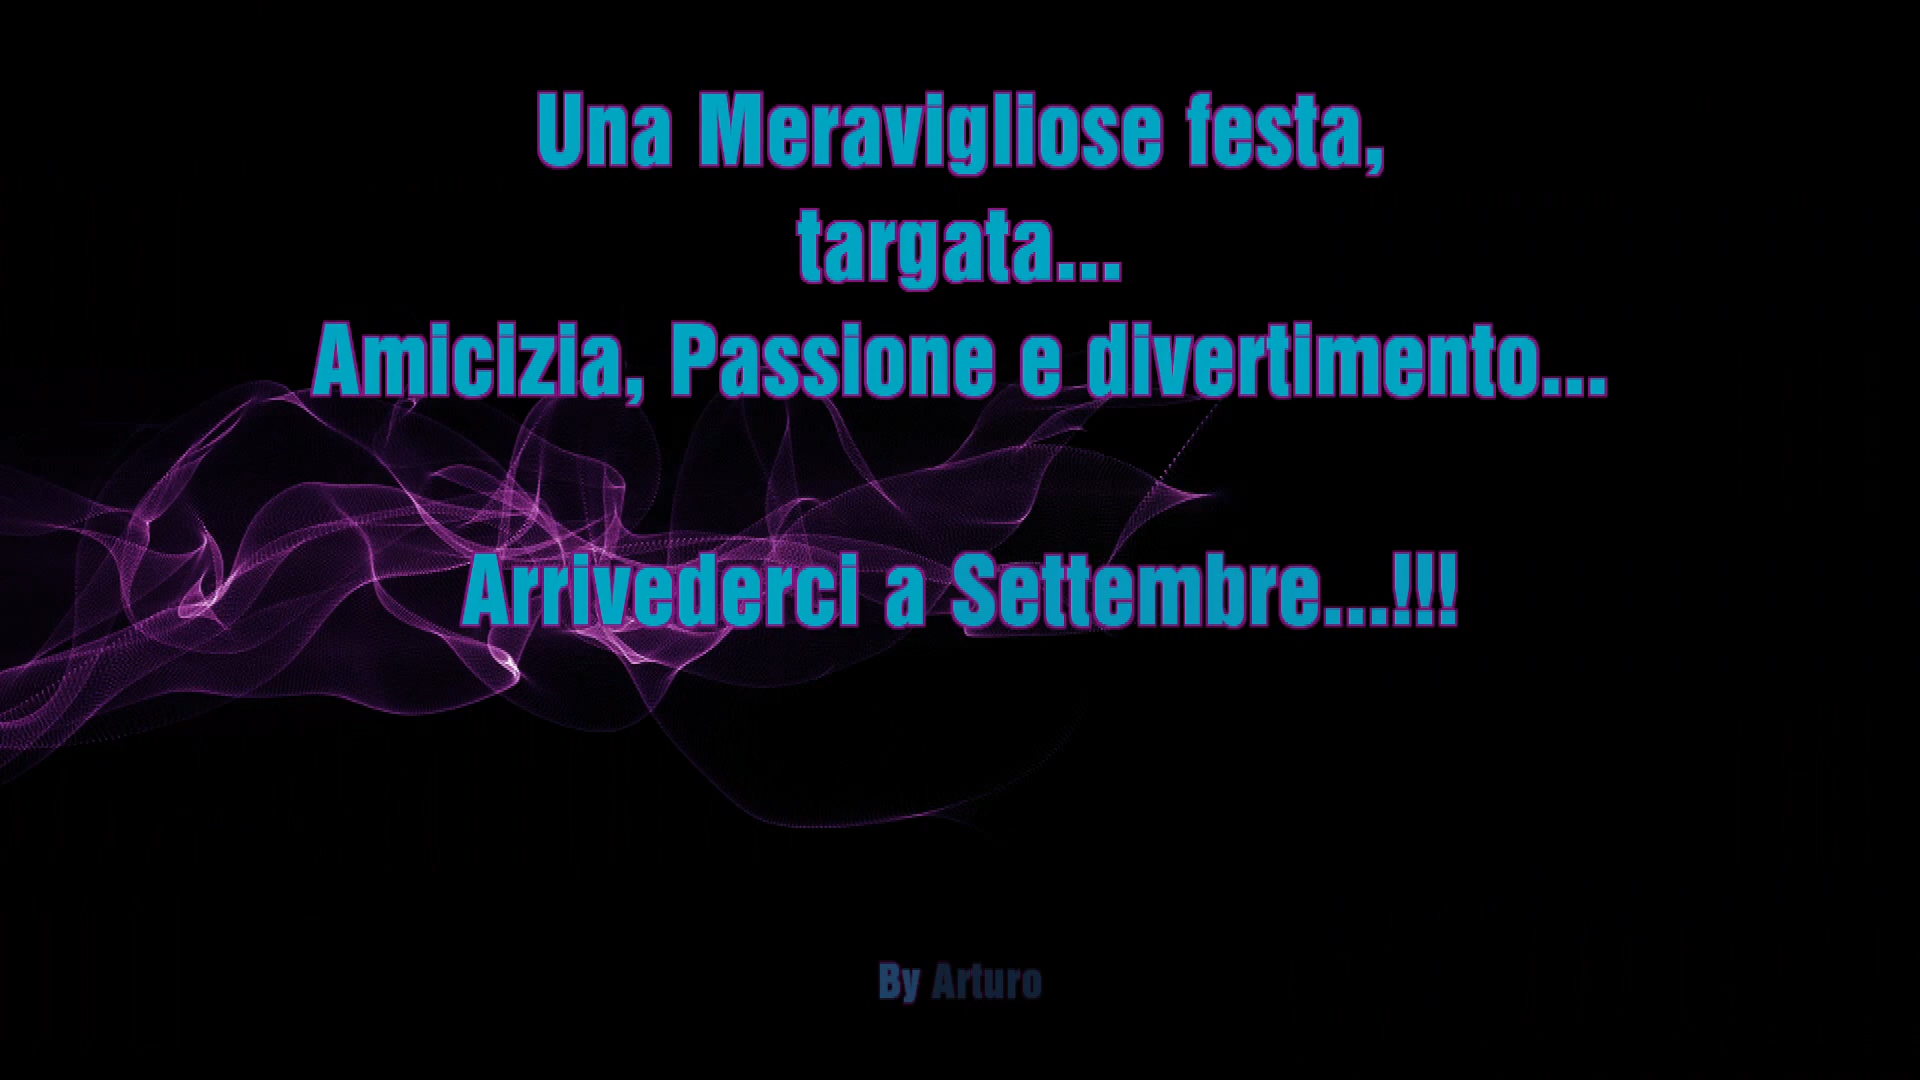 Una Meravigliose festa,
targata...
Amicizia, Passione e divertimento...
Arrivederci a Settembre...!!!
By Arturo